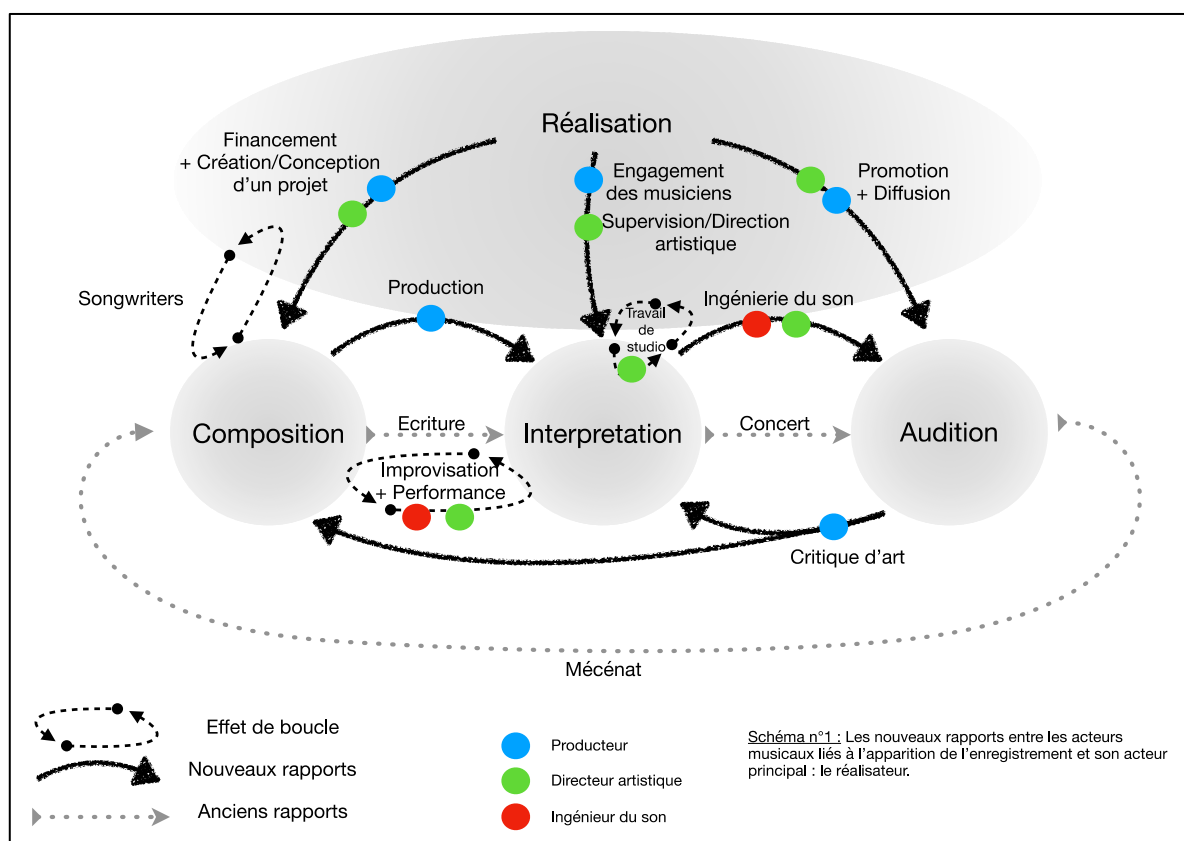 Réalisation
Financement
+ Création/Conception
d'un projet
Engagement
des musiciens
Supervision/Direction
artistique
Promotion
+ Diffusion
Songwriters
Production
Travail
de
studio
Ingénierie du son
Composition
Ecriture
Interpretation
Concert
Audition
Improvisation
+ Performance
Critique d'art
Mécénat
Effet de boucle
Nouveaux rapports
Anciens rapports
Producteur
Directeur artistique
Ingénieur du son
Schéma n°1 : Les nouveaux rapports entre les acteurs
musicaux liés à l'apparition de l'enregistrement et son acteur
principal : le réalisateur.